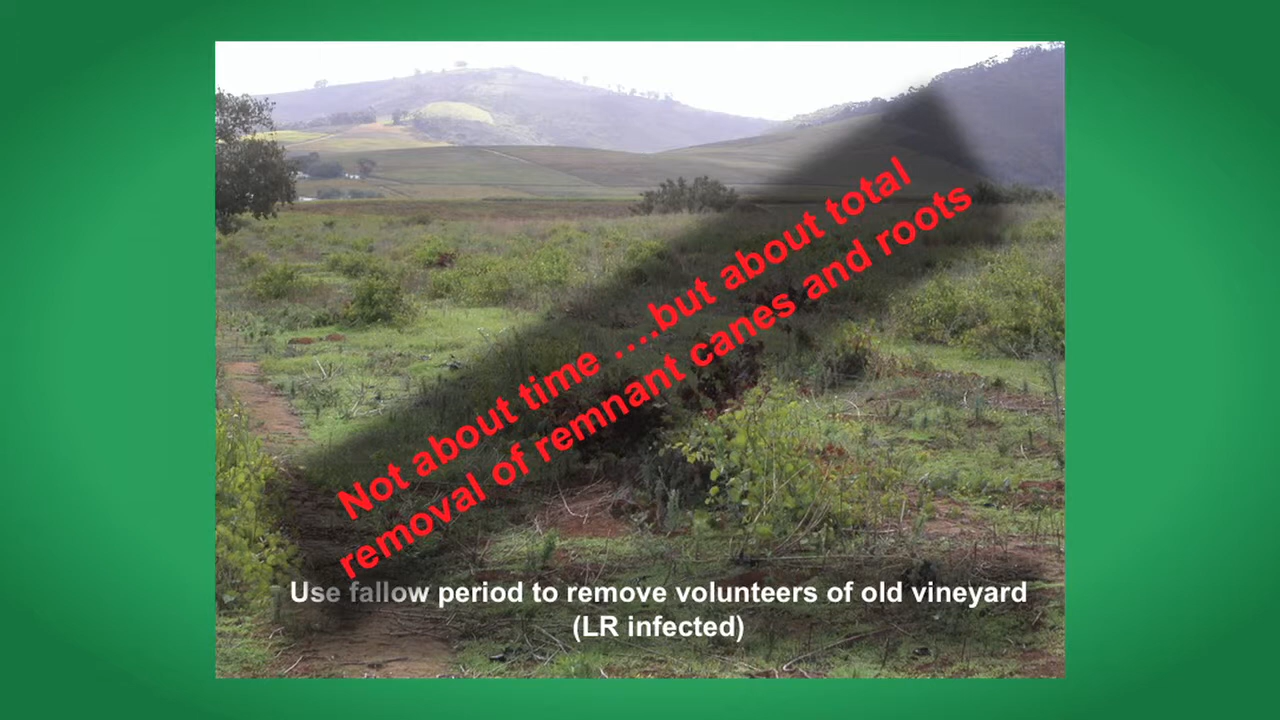 Not about time ....but about total
removal of remnant canes and roots
Use fallow period to remove volunteers of old vineyard
(LR infected)